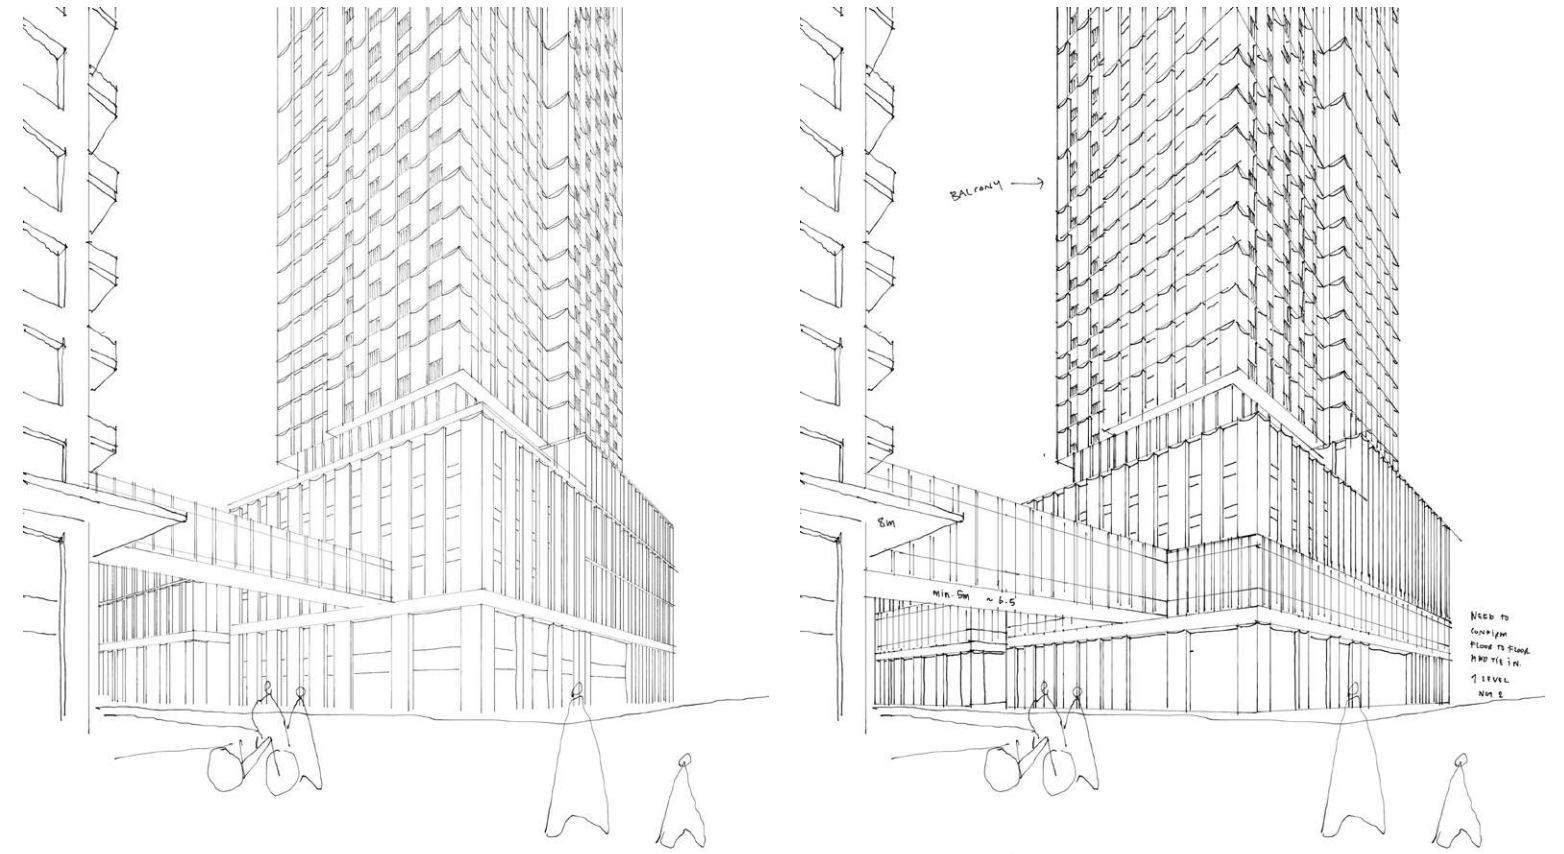 BALCONY
8m
min. 5m ~ 6.5
NEED TO
CONFIRM
FLOOR TO FLOOR
AND TIE IN.
1 LEVEL
NOT 2